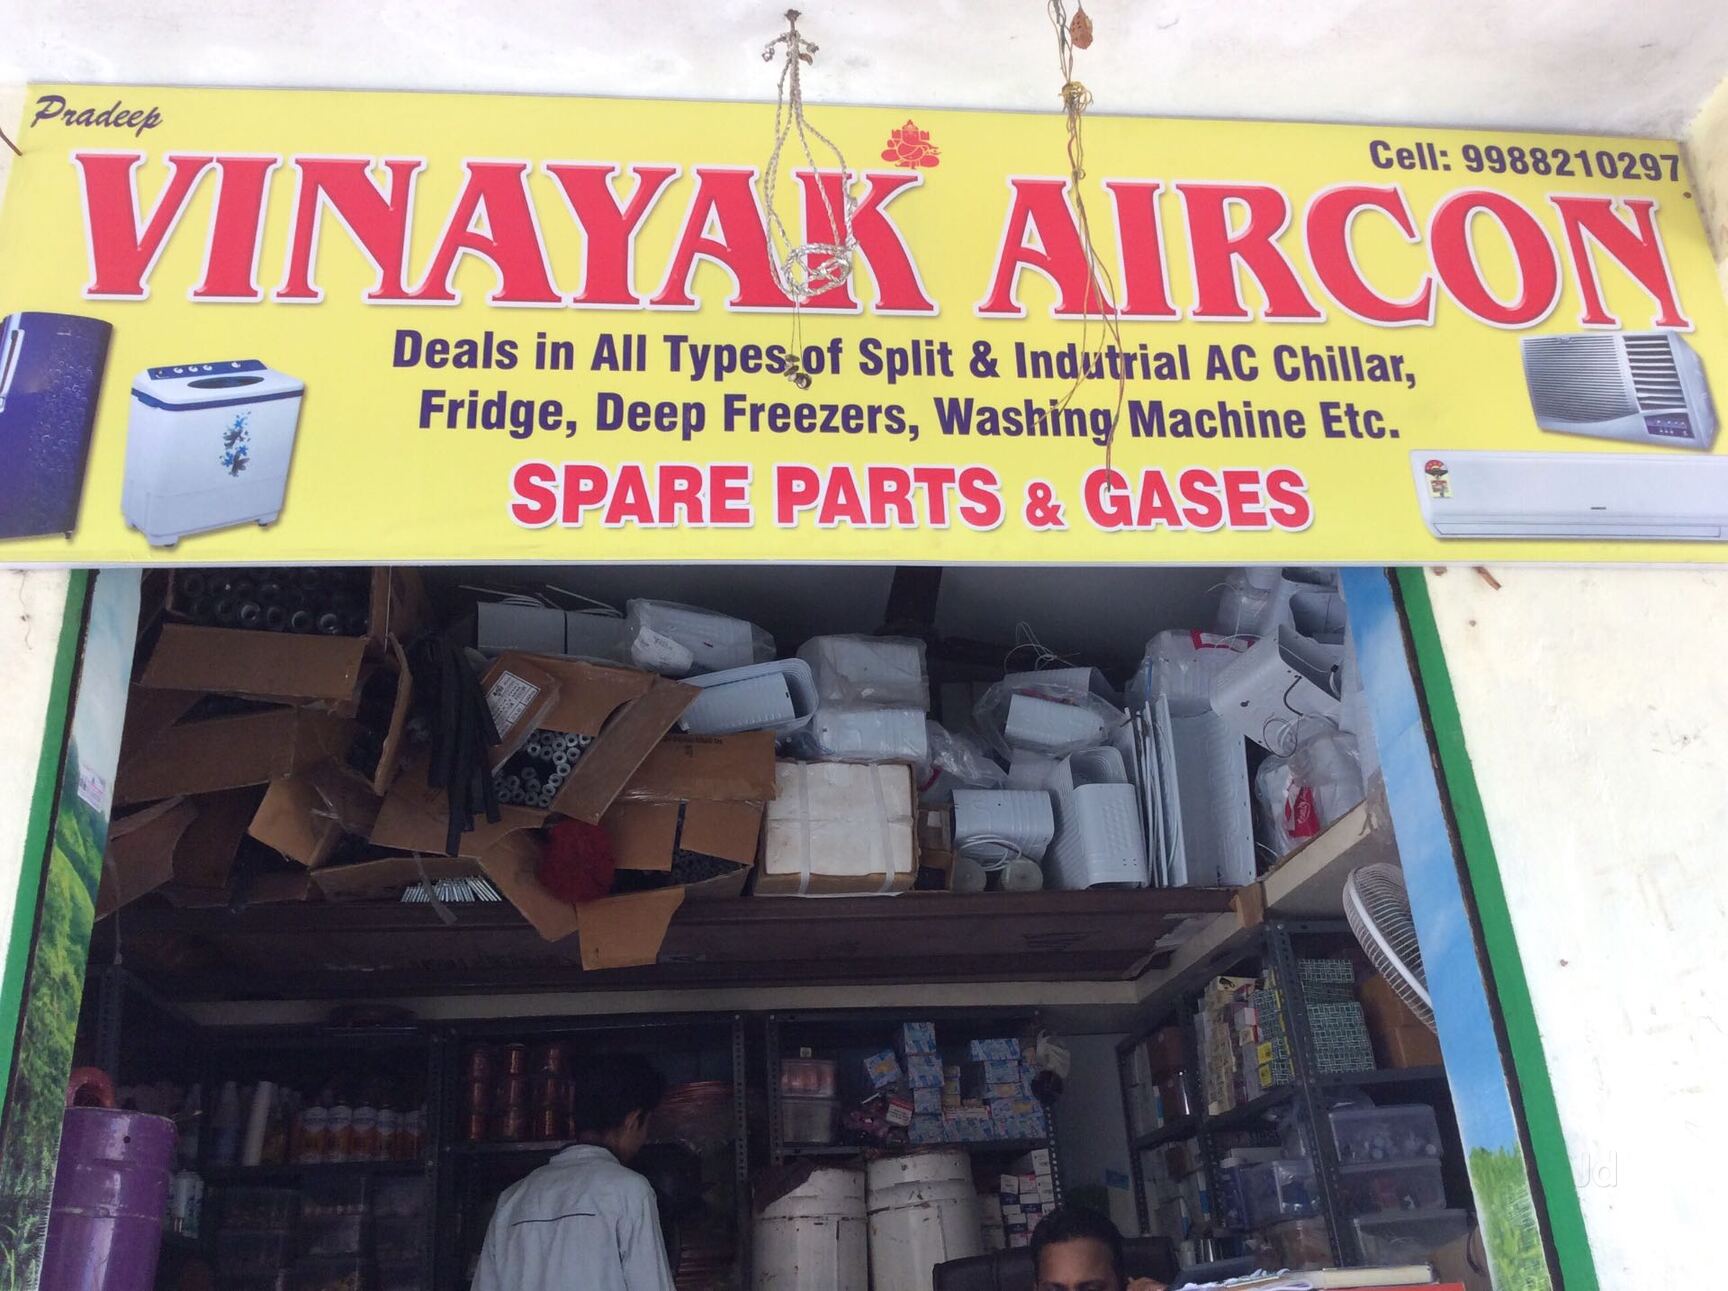 Pradeep
Cell: 9988210297
VINAYAK AIRCON
Deals in All Types of Split & Indutrial AC Chillar,
Fridge, Deep Freezers, Washing Machine Etc.
SPARE PARTS & GASES
Jd